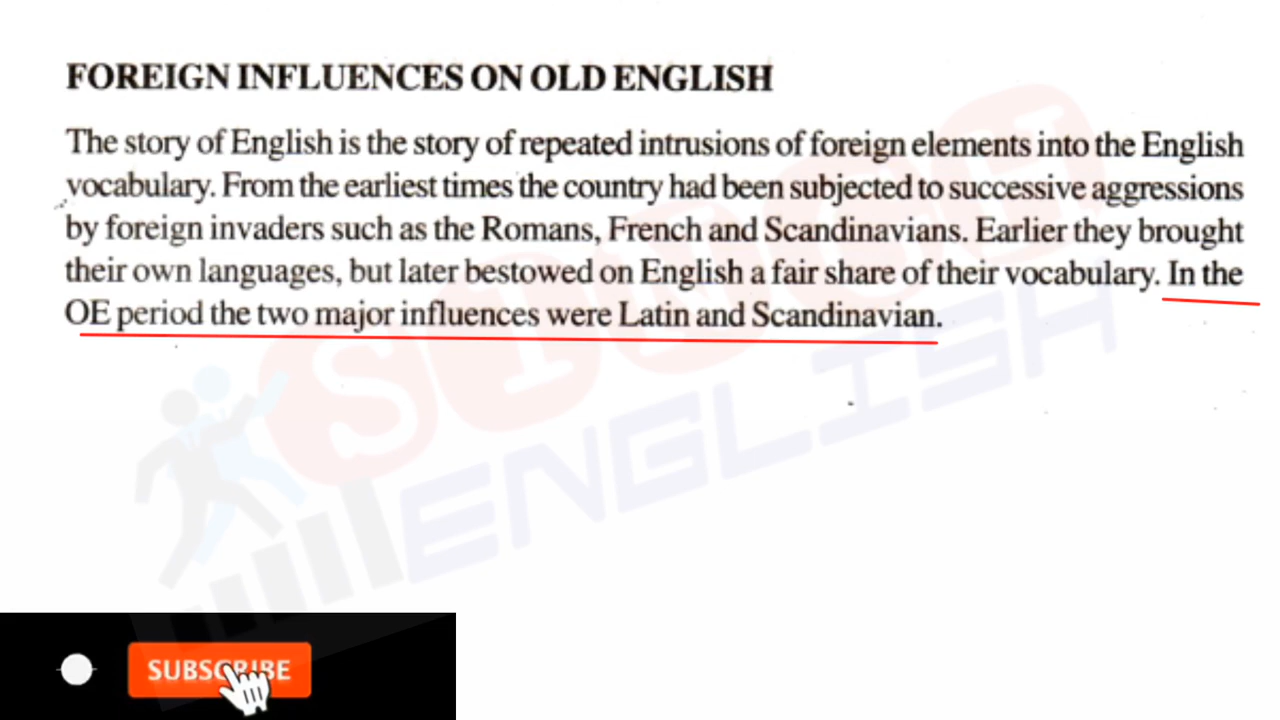 FOREIGN INFLUENCES ON OLD ENGLISH
The story of English is the story of repeated intrusions of foreign elements into the English
vocabulary. From the earliest times the country had been subjected to successive aggressions
by foreign invaders such as the Romans, French and Scandinavians. Earlier they brought
their own languages, but later bestowed on English a fair share of their vocabulary. In the
OE period the two major influences were Latin and Scandinavian.
SINGH
ENGLISH
SUBSCRIBE